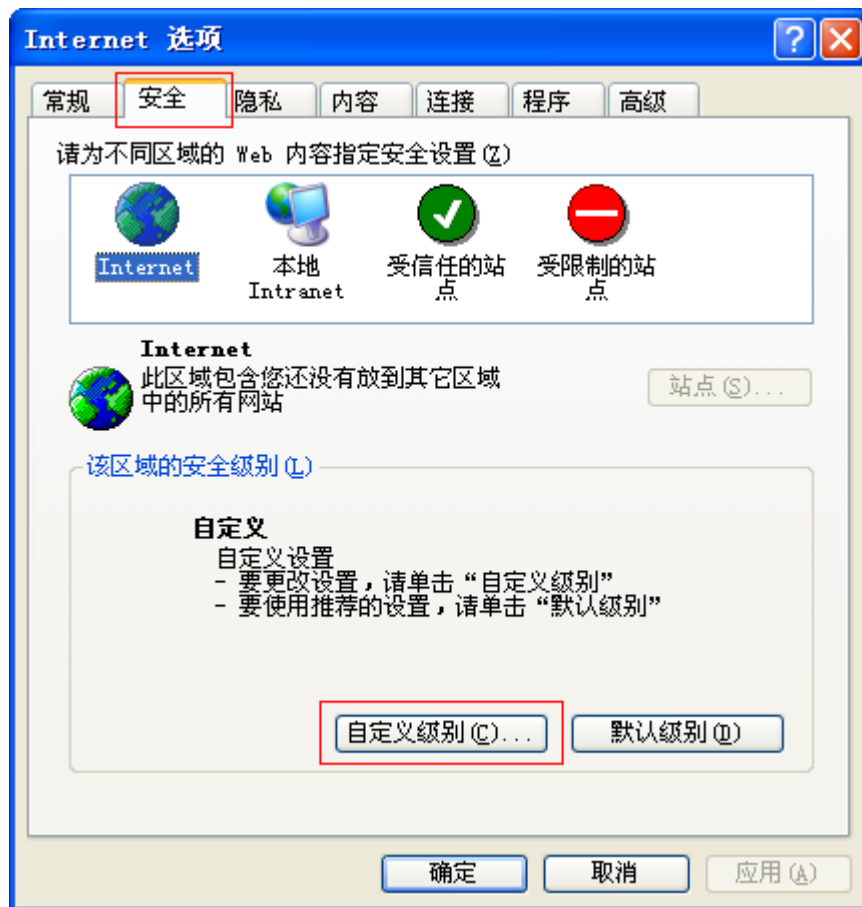 Internet 选项
常规 安全 隐私 内容 连接 程序 高级
请为不同区域的 Web 内容指定安全设置(Z)
Internet
本地
Intranet
受信任的站
点
受限制的站
点
Internet
此区域包含您还没有放到其它区域
中的所有网站
站点(S)...
该区域的安全级别(L)
自定义
自定义设置
- 要更改设置，请单击“自定义级别”
- 要使用推荐的设置，请单击“默认级别”
自定义级别(C)... 默认级别(D)
确定 取消 应用(A)